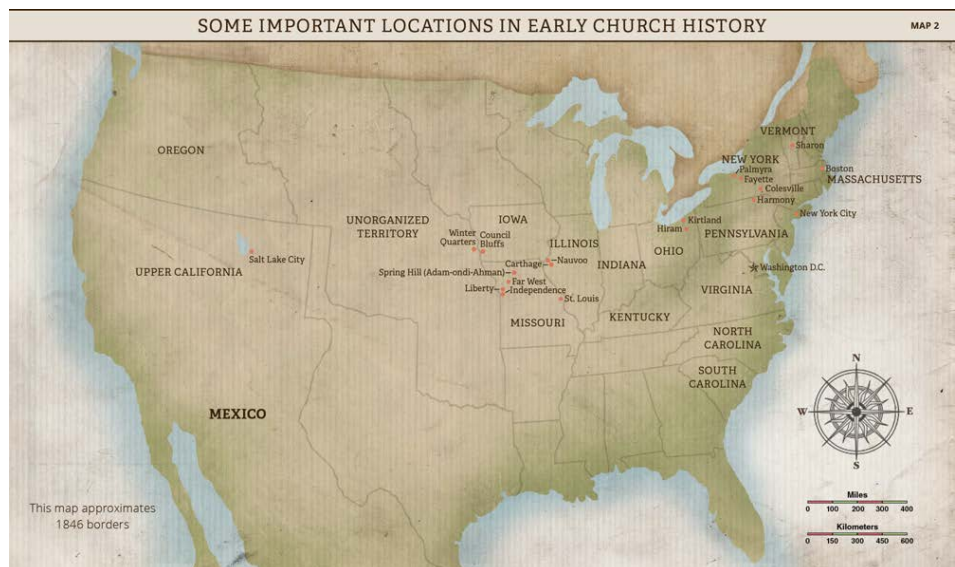 SOME IMPORTANT LOCATIONS IN EARLY CHURCH HISTORY
MAP 2
OREGON
UNORGANIZED
TERRITORY
IOWA
Winter
Quarters
Council
Bluffs
ILLINOIS
Nauvoo
Carthage
INDIANA
OHIO
Kirtland
Hiram
VERMONT
Sharon
NEW YORK
Palmyra
Fayette
Colesville
Harmony
Boston
MASSACHUSETTS
New York City
PENNSYLVANIA
Washington D.C.
Salt Lake City
UPPER CALIFORNIA
Spring Hill (Adam-ondi-Ahman)
Far West
Liberty
Independence
St. Louis
MISSOURI
KENTUCKY
VIRGINIA
NORTH
CAROLINA
SOUTH
CAROLINA
MEXICO
N
W
E
S
This map approximates
1846 borders
Miles
0 100 200 300 400
Kilometers
0 150 300 450 600